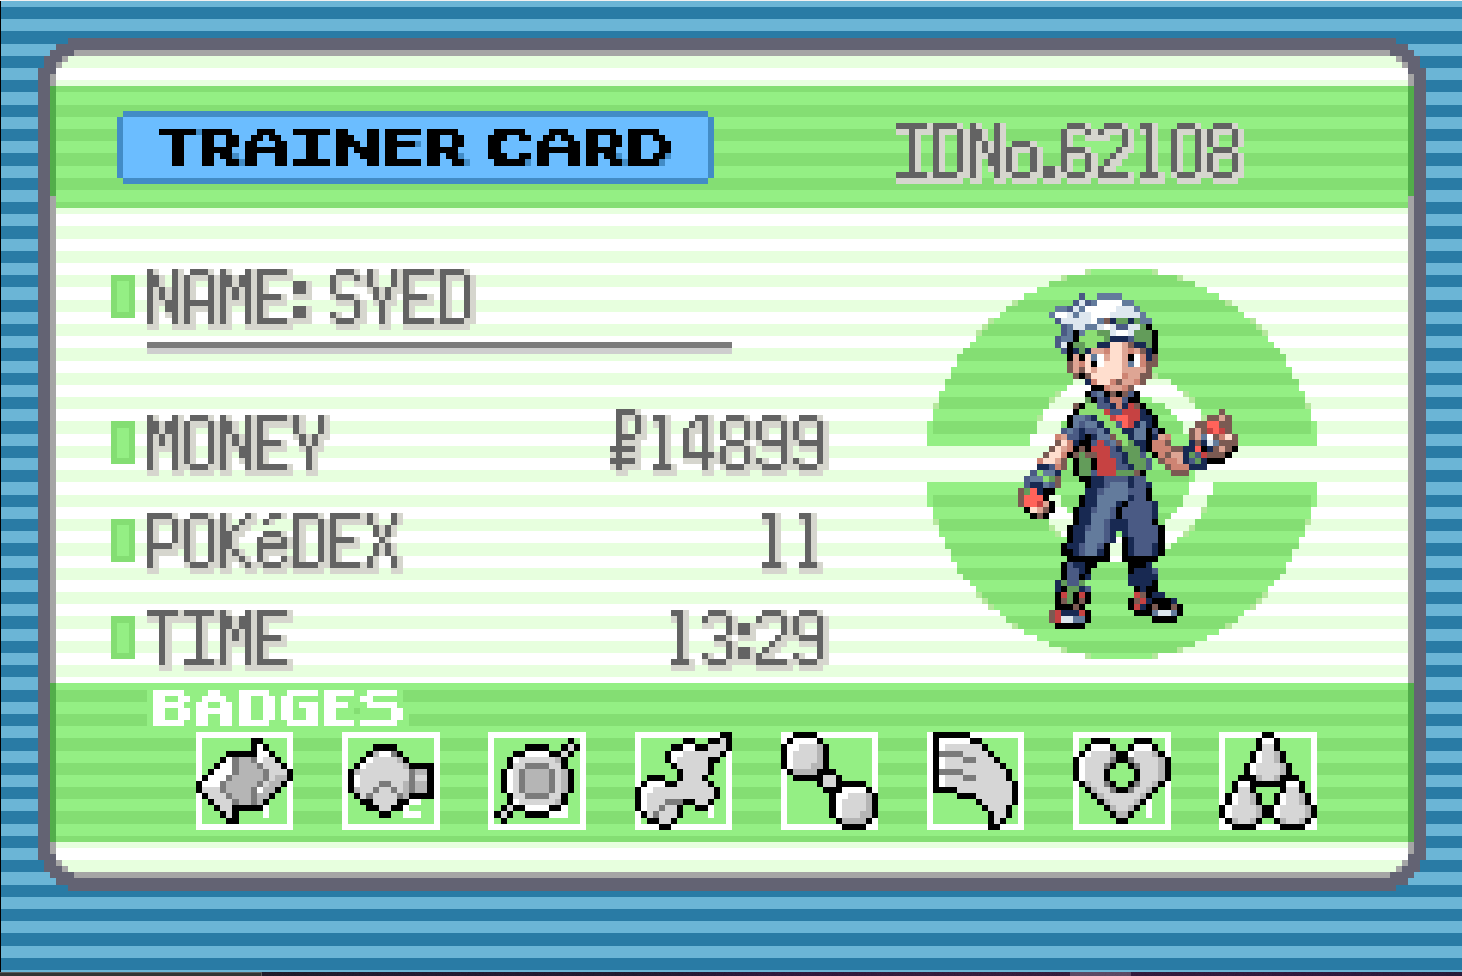 TRAINER CARD
IDNo.62108
NAME: SYED
MONEY ₽14899
POKéDEX 11
TIME 13:29
BADGES